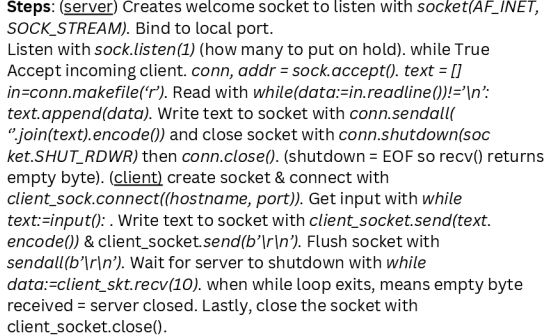 Steps: (server) Creates welcome socket to listen with socket(AF_INET,
SOCK_STREAM). Bind to local port.
Listen with sock.listen(1) (how many to put on hold). while True
Accept incoming client. conn, addr = sock.accept(). text = []
in=conn.makefile(‘r’). Read with while(data:=in.readline())!=’\n’:
text.append(data). Write text to socket with conn.sendall(
‘’.join(text).encode()) and close socket with conn.shutdown(soc
ket.SHUT_RDWR) then conn.close(). (shutdown = EOF so recv() returns
empty byte). (client) create socket & connect with
client_sock.connect((hostname, port)). Get input with while
text:=input(): . Write text to socket with client_socket.send(text.
encode()) & client_socket.send(b’\r\n’). Flush socket with
sendall(b’\r\n’). Wait for server to shutdown with while
data:=client_skt.recv(10). when while loop exits, means empty byte
received = server closed. Lastly, close the socket with
client_socket.close().